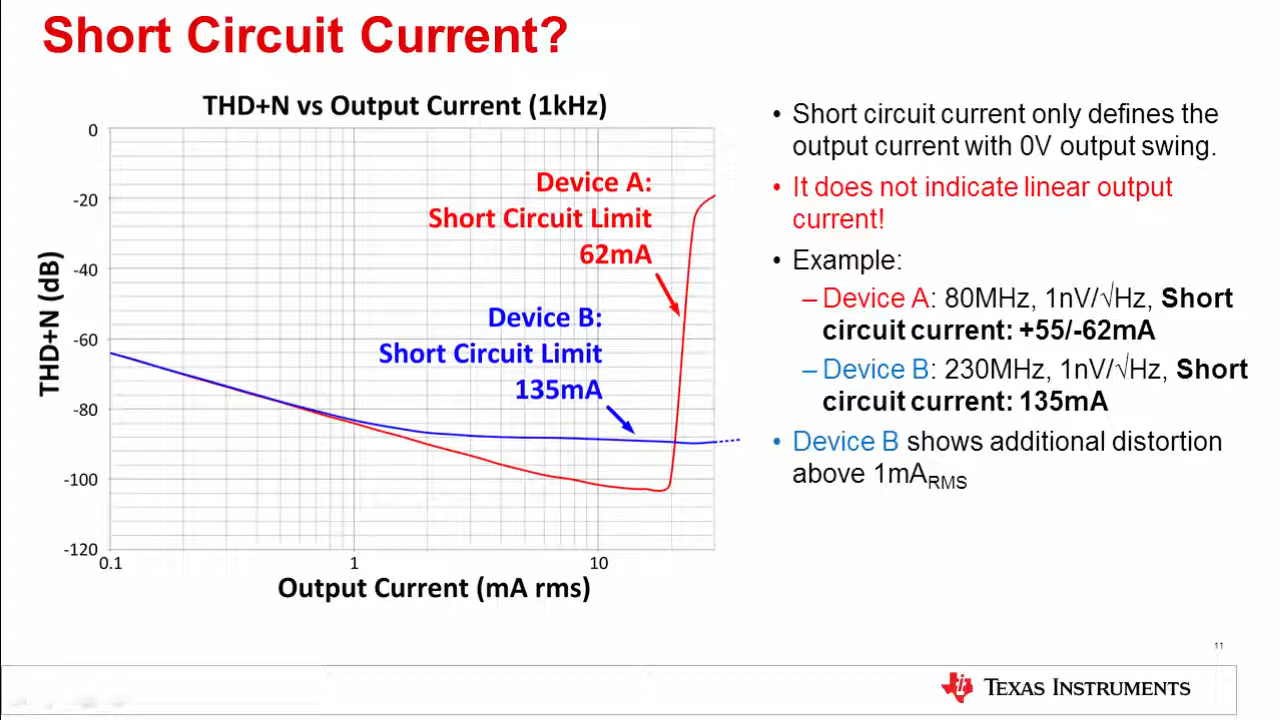 Short Circuit Current?
THD+N vs Output Current (1kHz)
0
-20
-40
-60
-80
-100
-120
THD+N (dB)
0.1
1
10
Output Current (mA rms)
Device A:
Short Circuit Limit
62mA
Device B:
Short Circuit Limit
135mA
• Short circuit current only defines the
output current with 0V output swing.
• It does not indicate linear output
current!
• Example:
– Device A: 80MHz, 1nV/√Hz, Short
circuit current: +55/-62mA
– Device B: 230MHz, 1nV/√Hz, Short
circuit current: 135mA
• Device B shows additional distortion
above 1mARMS
11
TEXAS INSTRUMENTS